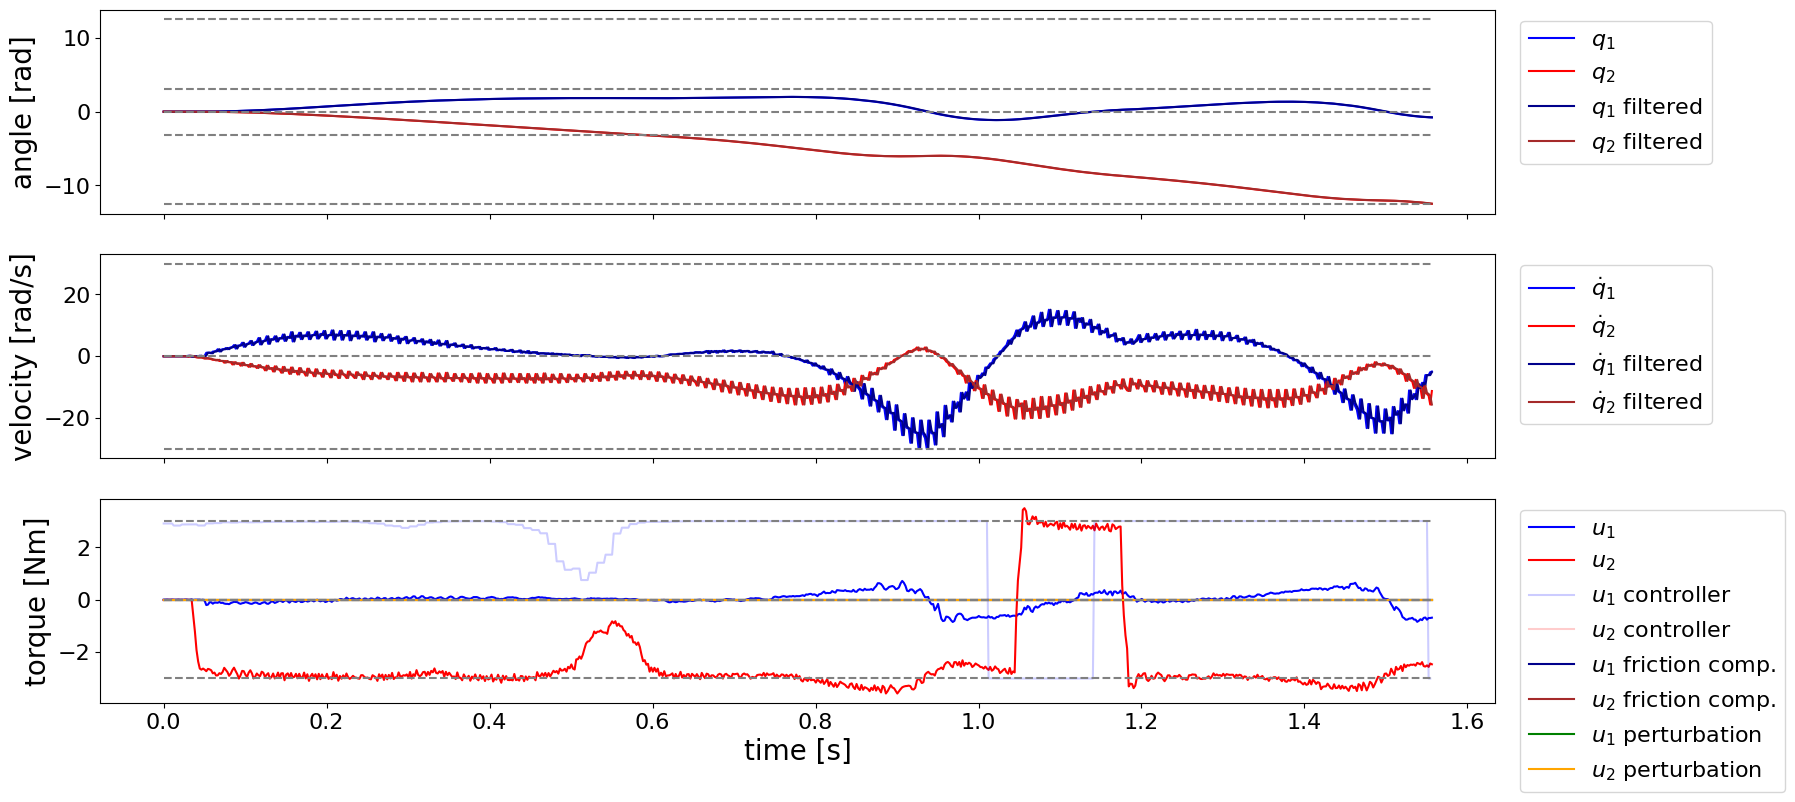 angle [rad]
10
0
−10
q₁
q₂
q₁ filtered
q₂ filtered
velocity [rad/s]
20
0
−20
q̇₁
q̇₂
q̇₁ filtered
q̇₂ filtered
torque [Nm]
2
0
−2
0.0 0.2 0.4 0.6 0.8 1.0 1.2 1.4 1.6
time [s]
u₁
u₂
u₁ controller
u₂ controller
u₁ friction comp.
u₂ friction comp.
u₁ perturbation
u₂ perturbation